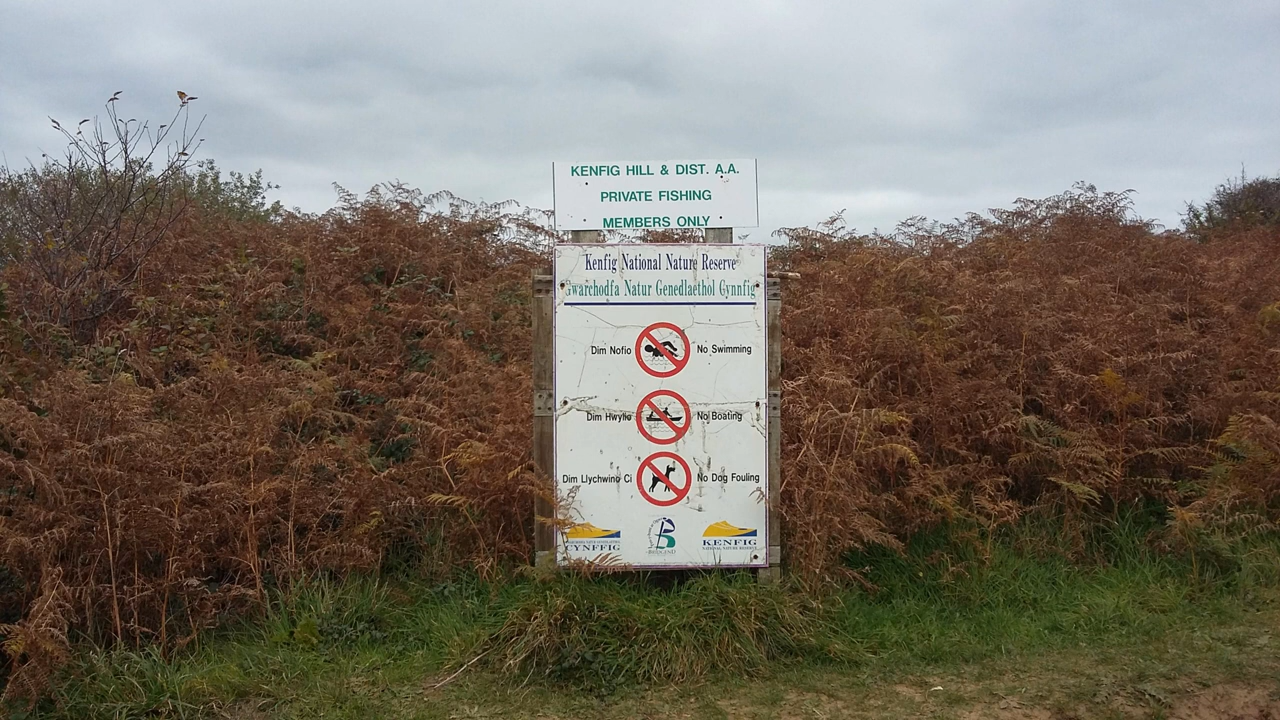 KENFIG HILL & DIST. A.A.
PRIVATE FISHING
MEMBERS ONLY
Kenfig National Nature Reserve
Gwarchodfa Natur Genedlaethol Cynffig
Dim Nofio No Swimming
Dim Hwylio No Boating
Dim Llychwino Ci No Dog Fouling
CYNFFIG KENFIG
NATIONAL NATURE RESERVE